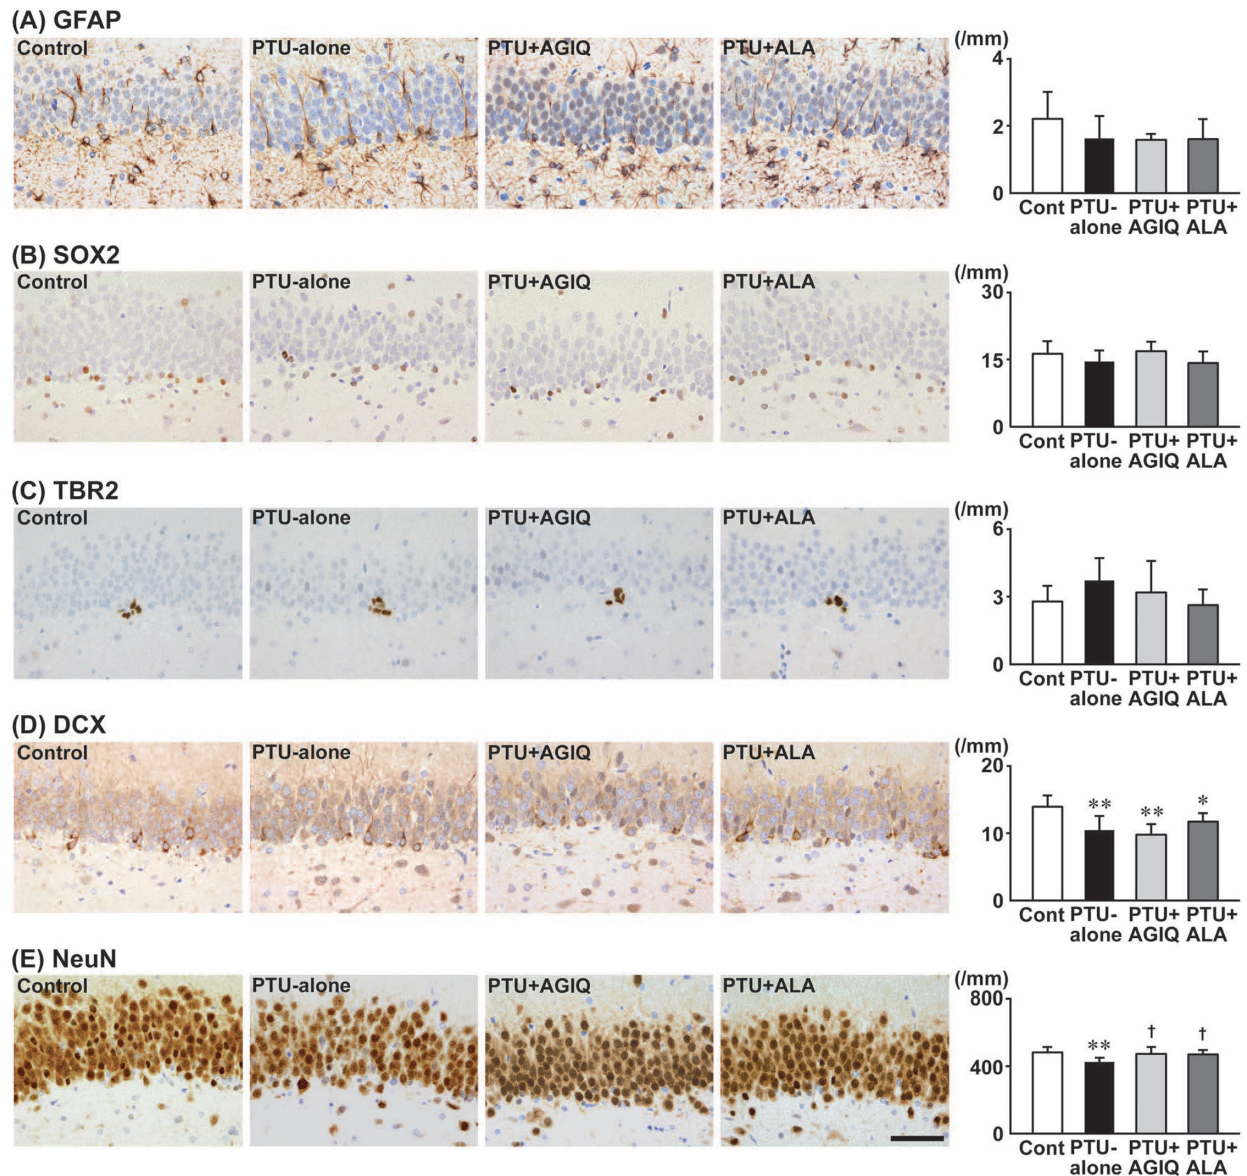 (A) GFAP
Control
PTU-alone
PTU+AGIQ
PTU+ALA
(/mm)
4
2
0
Cont PTU- PTU+ PTU+
alone AGIQ ALA
(B) SOX2
Control
PTU-alone
PTU+AGIQ
PTU+ALA
(/mm)
30
15
0
Cont PTU- PTU+ PTU+
alone AGIQ ALA
(C) TBR2
Control
PTU-alone
PTU+AGIQ
PTU+ALA
(/mm)
6
3
0
Cont PTU- PTU+ PTU+
alone AGIQ ALA
(D) DCX
Control
PTU-alone
PTU+AGIQ
PTU+ALA
(/mm)
20
** ** *
10
0
Cont PTU- PTU+ PTU+
alone AGIQ ALA
(E) NeuN
Control
PTU-alone
PTU+AGIQ
PTU+ALA
(/mm)
800
** † †
400
0
Cont PTU- PTU+ PTU+
alone AGIQ ALA